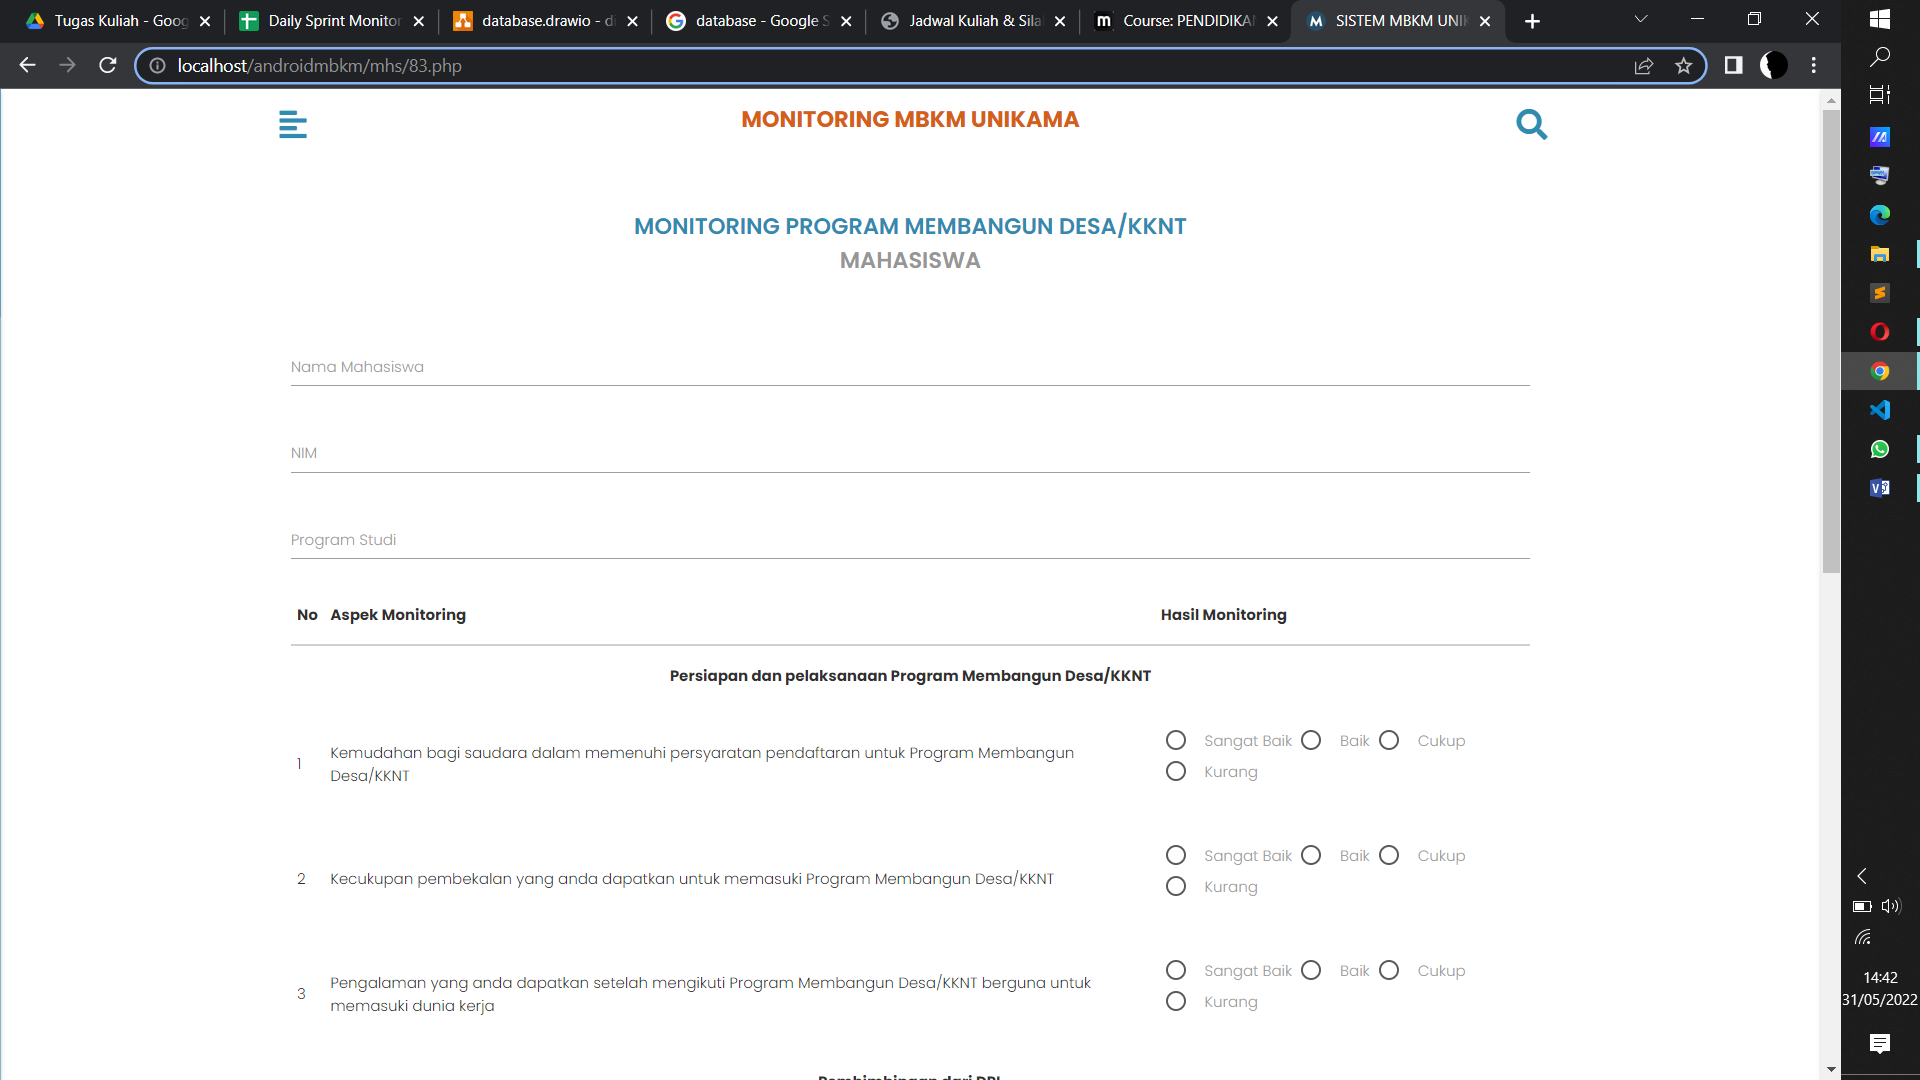 Tugas Kuliah - Goog
Daily Sprint Monitor
database.drawio - di
database - Google S
Jadwal Kuliah & Sila
Course: PENDIDIKAN
SISTEM MBKM UNIK
localhost/androidmbkm/mhs/83.php
MONITORING MBKM UNIKAMA
MONITORING PROGRAM MEMBANGUN DESA/KKNT
MAHASISWA
Nama Mahasiswa
NIM
Program Studi
No Aspek Monitoring Hasil Monitoring
Persiapan dan pelaksanaan Program Membangun Desa/KKNT
1 Kemudahan bagi saudara dalam memenuhi persyaratan pendaftaran untuk Program Membangun
Desa/KKNT
Sangat Baik Baik Cukup
Kurang
2 Kecukupan pembekalan yang anda dapatkan untuk memasuki Program Membangun Desa/KKNT
Sangat Baik Baik Cukup
Kurang
3 Pengalaman yang anda dapatkan setelah mengikuti Program Membangun Desa/KKNT berguna untuk
memasuki dunia kerja
Sangat Baik Baik Cukup
Kurang
14:42
31/05/2022